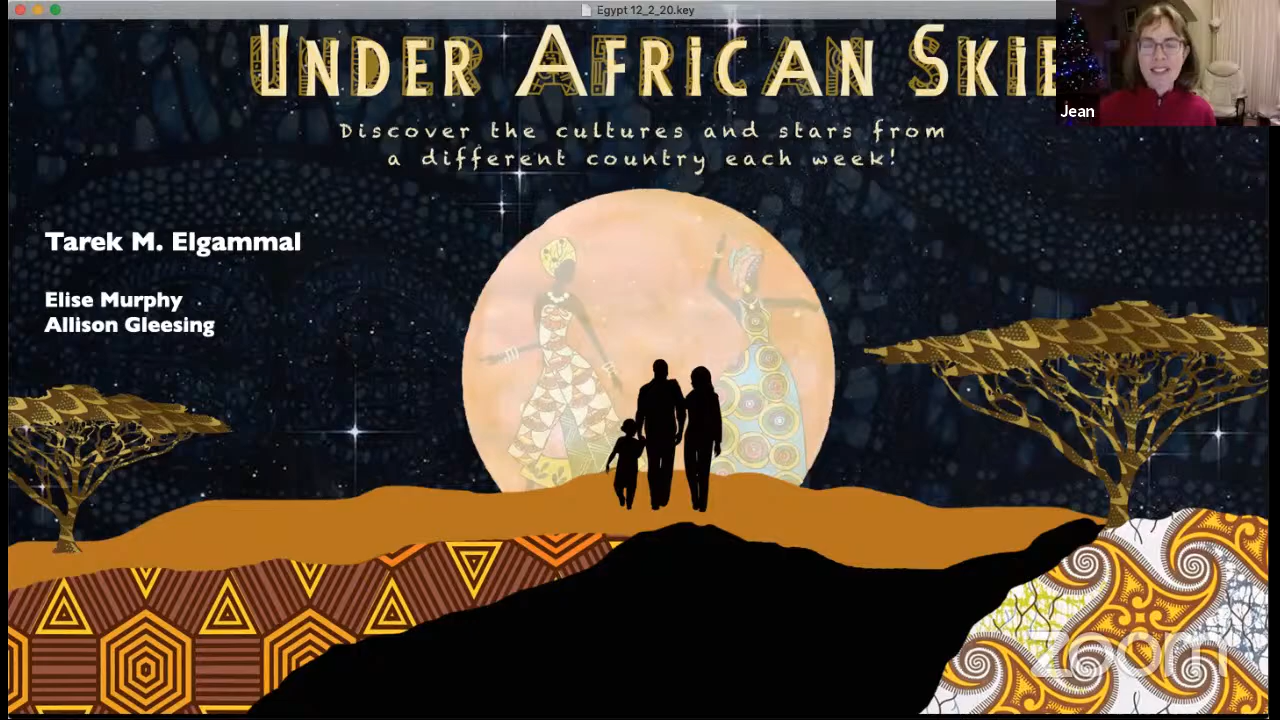 Egypt 12_2_20.key
UNDER AFRICAN SKIE
Discover the cultures and stars from
a different country each week!
Jean
Tarek M. Elgammal
Elise Murphy
Allison Gleesing
zoom